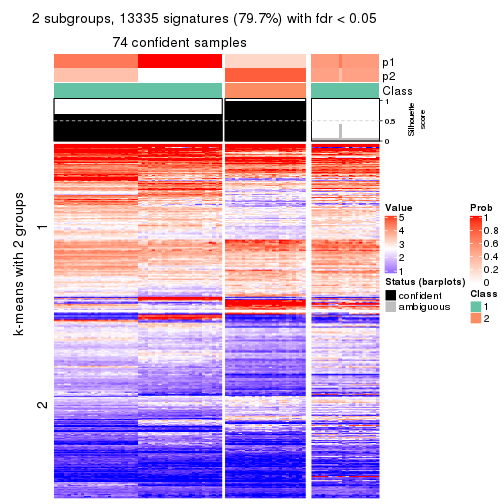 2 subgroups, 13335 signatures (79.7%) with fdr < 0.05
74 confident samples
p1
p2
Class
1
0.5
0
Silhouette
score
k-means with 2 groups
1
2
Value
5
4
3
2
1
Status (barplots)
confident
ambiguous
Prob
1
0.8
0.6
0.4
0.2
0
Class
1
2